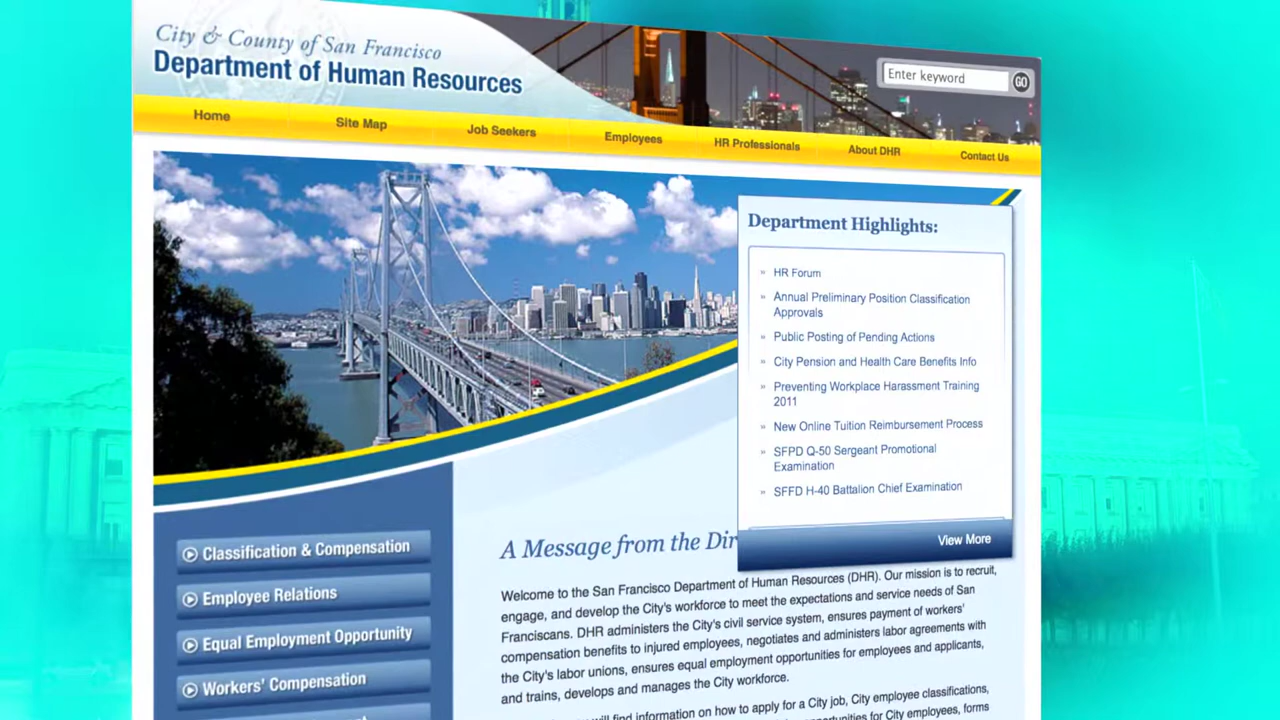 City & County of San Francisco
Department of Human Resources
Enter keyword
GO
Home
Site Map
Job Seekers
Employees
HR Professionals
About DHR
Contact Us
Department Highlights:
» HR Forum
» Annual Preliminary Position Classification
Approvals
» Public Posting of Pending Actions
» City Pension and Health Care Benefits Info
» Preventing Workplace Harassment Training
2011
» New Online Tuition Reimbursement Process
» SFPD Q-50 Sergeant Promotional
Examination
» SFFD H-40 Battalion Chief Examination
View More
Classification & Compensation
Employee Relations
Equal Employment Opportunity
Workers' Compensation
A Message from the Dir
Welcome to the San Francisco Department of Human Resources (DHR). Our mission is to recruit,
engage, and develop the City's workforce to meet the expectations and service needs of San
Franciscans. DHR administers the City's civil service system, ensures payment of workers'
compensation benefits to injured employees, negotiates and administers labor agreements with
the City's labor unions, ensures equal employment opportunities for employees and applicants,
and trains, develops and manages the City workforce.
will find information on how to apply for a City job, City employee classifications,
for City employees, forms